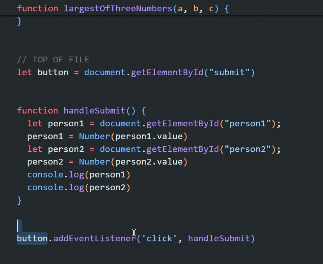 function largestOfThreeNumbers(a, b, c) {
}
// TOP OF FILE
let button = document.getElementById("submit")
function handleSubmit() {
let person1 = document.getElementById("person1");
person1 = Number(person1.value)
let person2 = document.getElementById("person2");
person2 = Number(person2.value)
console.log(person1)
console.log(person2)
}
button.addEventListener('click', handleSubmit)